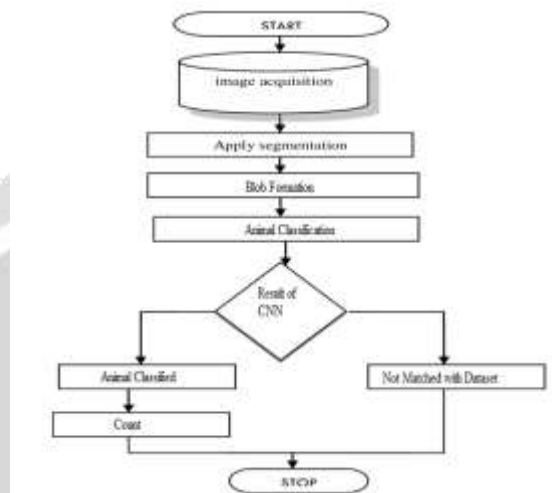 START
image acquisition
Apply segmentation
Blob Formation
Animal Classification
Result of
CNN
Animal Classified
Not Matched with Dataset
Count
STOP